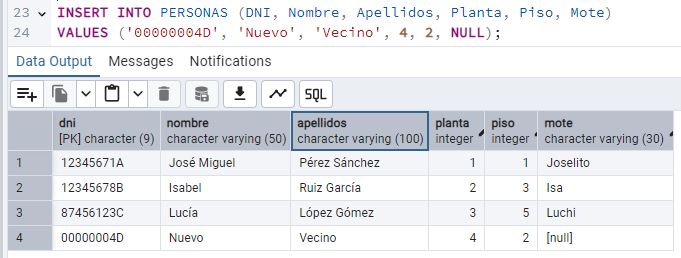 23 INSERT INTO PERSONAS (DNI, Nombre, Apellidos, Planta, Piso, Mote)
24 VALUES ('00000004D', 'Nuevo', 'Vecino', 4, 2, NULL);
Data Output Messages Notifications
SQL
dni nombre apellidos planta piso mote
[PK] character (9) character varying (50) character varying (100) integer integer character varying (30)
1 12345671A José Miguel Pérez Sánchez 1 1 Joselito
2 12345678B Isabel Ruiz García 2 3 Isa
3 87456123C Lucía López Gómez 3 5 Luchi
4 00000004D Nuevo Vecino 4 2 [null]